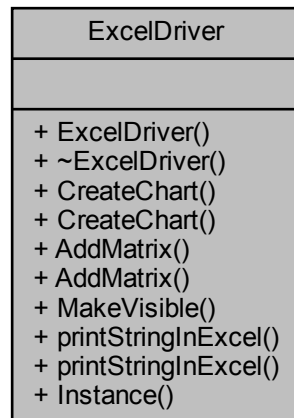 ExcelDriver
+ ExcelDriver()
+ ~ExcelDriver()
+ CreateChart()
+ CreateChart()
+ AddMatrix()
+ AddMatrix()
+ MakeVisible()
+ printStringInExcel()
+ printStringInExcel()
+ Instance()